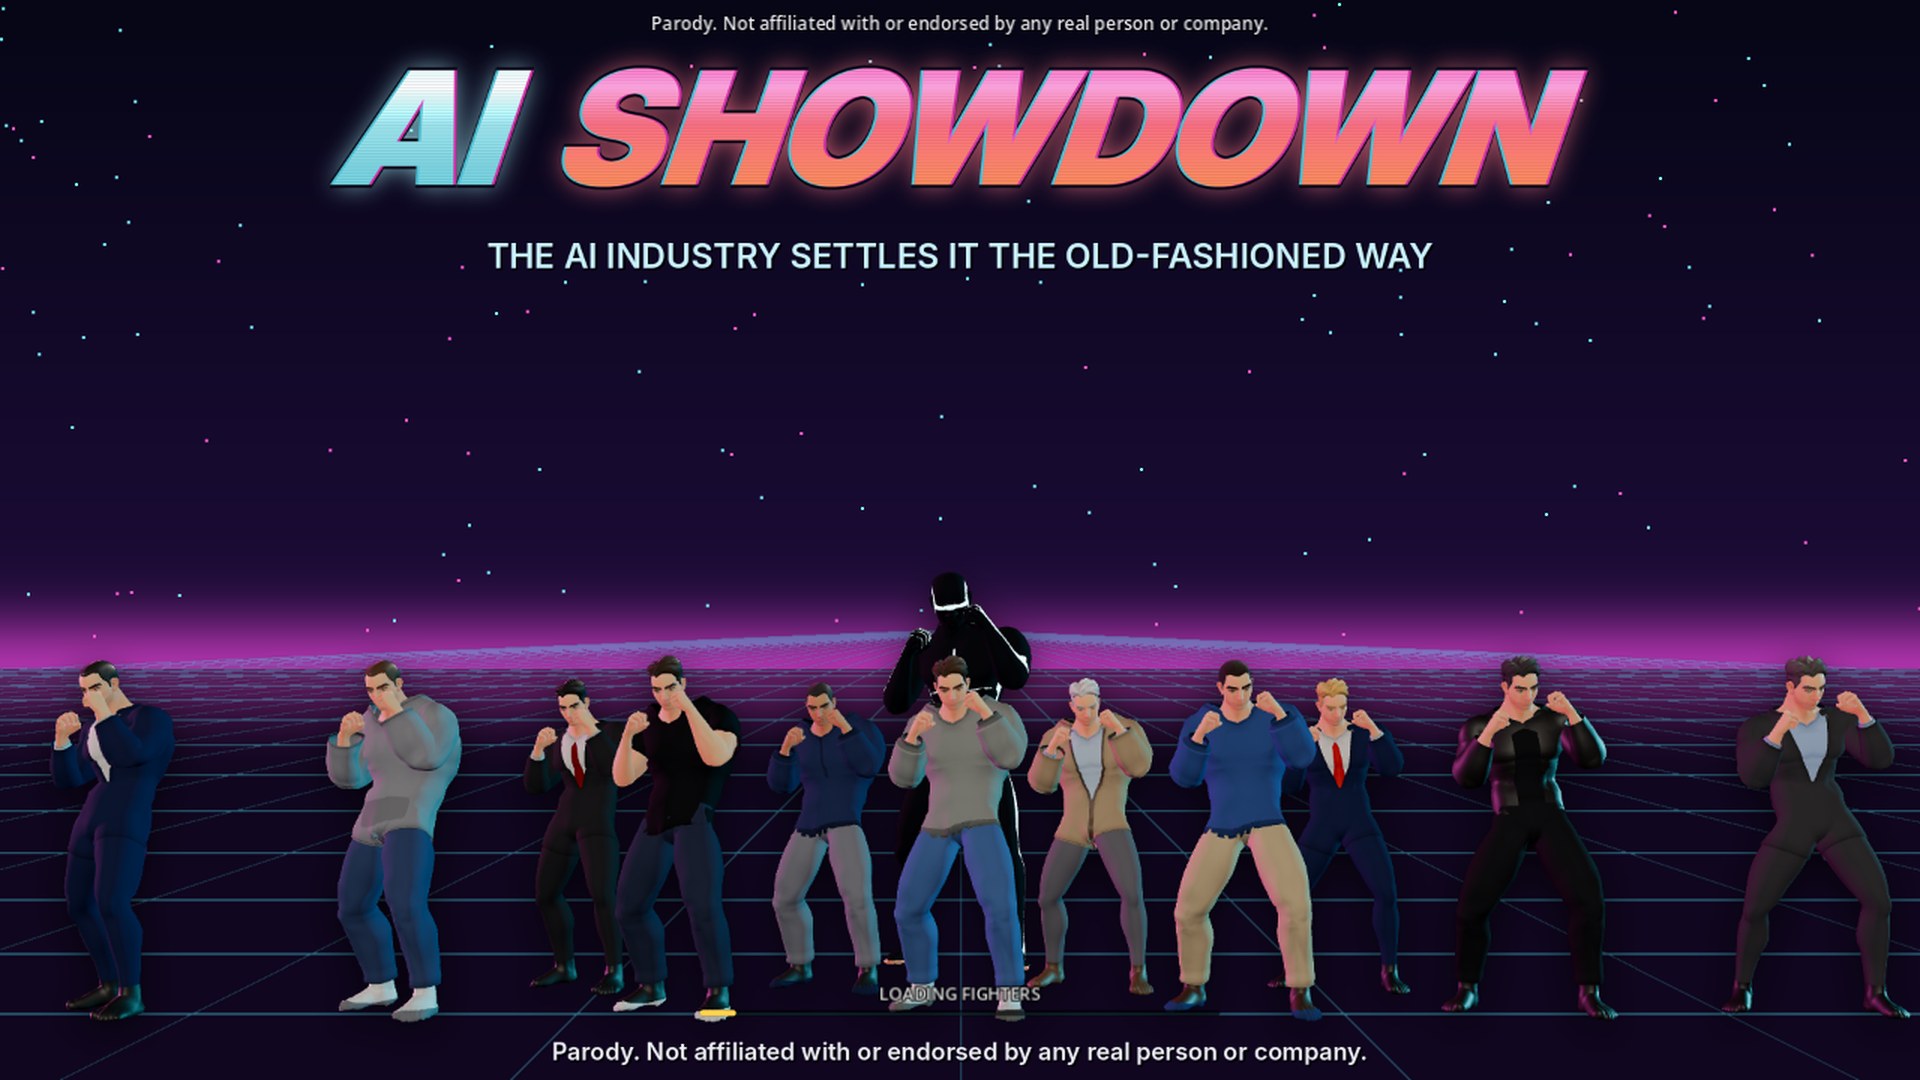 Parody. Not affiliated with or endorsed by any real person or company.
AI SHOWDOWN
THE AI INDUSTRY SETTLES IT THE OLD-FASHIONED WAY
LOADING FIGHTERS
Parody. Not affiliated with or endorsed by any real person or company.